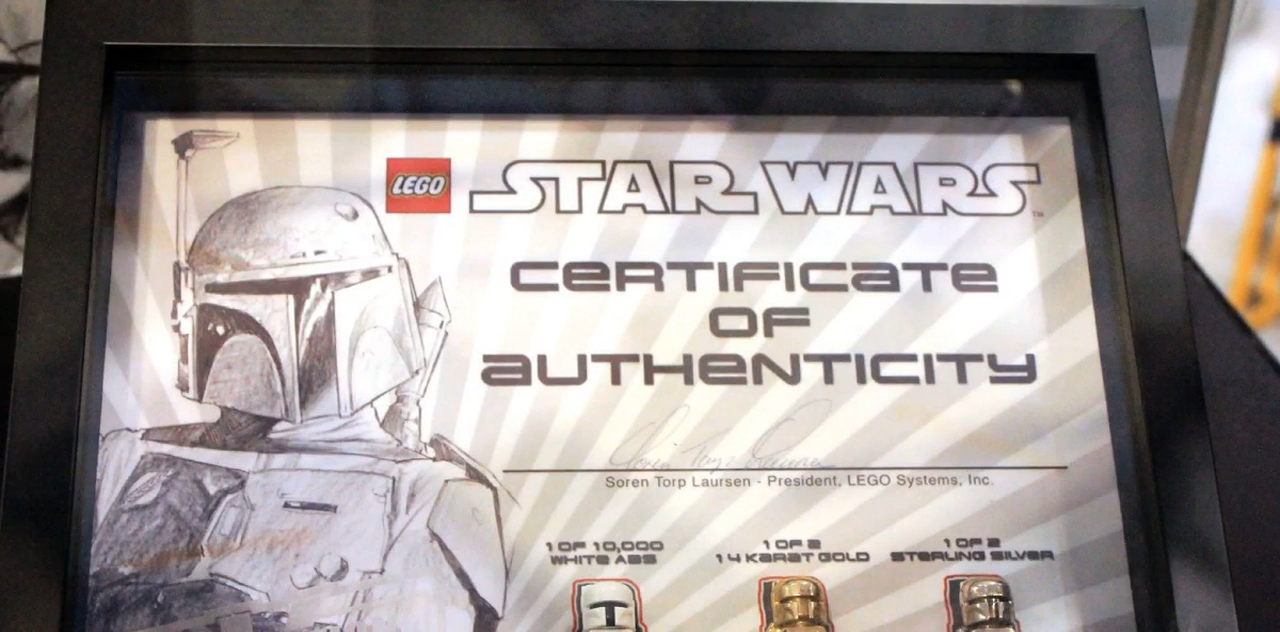 LEGO STAR WARS™
CERTIFICATE
OF
AUTHENTICITY
Soren Torp Laursen - President, LEGO Systems, Inc.
1 OF 10,000
WHITE ABS
1 OF 2
14 KARAT GOLD
1 OF 2
STERLING SILVER